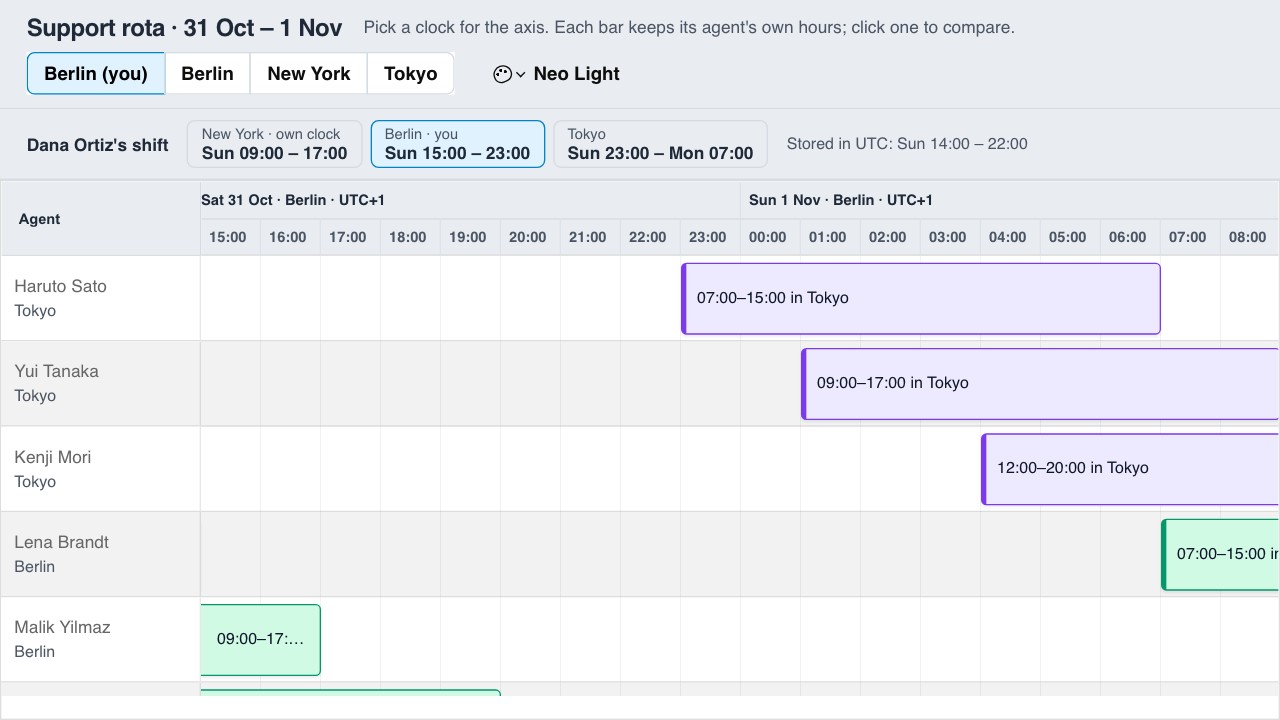 Support rota · 31 Oct – 1 Nov
Pick a clock for the axis. Each bar keeps its agent's own hours; click one to compare.
Berlin (you)
Berlin
New York
Tokyo
Neo Light
Dana Ortiz's shift
New York · own clock
Sun 09:00 – 17:00
Berlin · you
Sun 15:00 – 23:00
Tokyo
Sun 23:00 – Mon 07:00
Stored in UTC: Sun 14:00 – 22:00
Agent
Sat 31 Oct · Berlin · UTC+1
Sun 1 Nov · Berlin · UTC+1
15:00 16:00 17:00 18:00 19:00 20:00 21:00 22:00 23:00 00:00 01:00 02:00 03:00 04:00 05:00 06:00 07:00 08:00
Haruto Sato
Tokyo
07:00–15:00 in Tokyo
Yui Tanaka
Tokyo
09:00–17:00 in Tokyo
Kenji Mori
Tokyo
12:00–20:00 in Tokyo
Lena Brandt
Berlin
07:00–15:00
Malik Yilmaz
Berlin
09:00–17:…